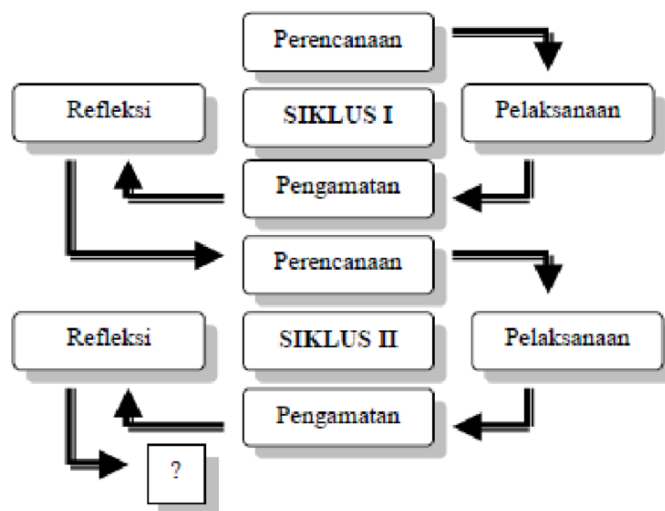 Perencanaan
Refleksi
SIKLUS I
Pelaksanaan
Pengamatan
Perencanaan
Refleksi
SIKLUS II
Pelaksanaan
Pengamatan
?